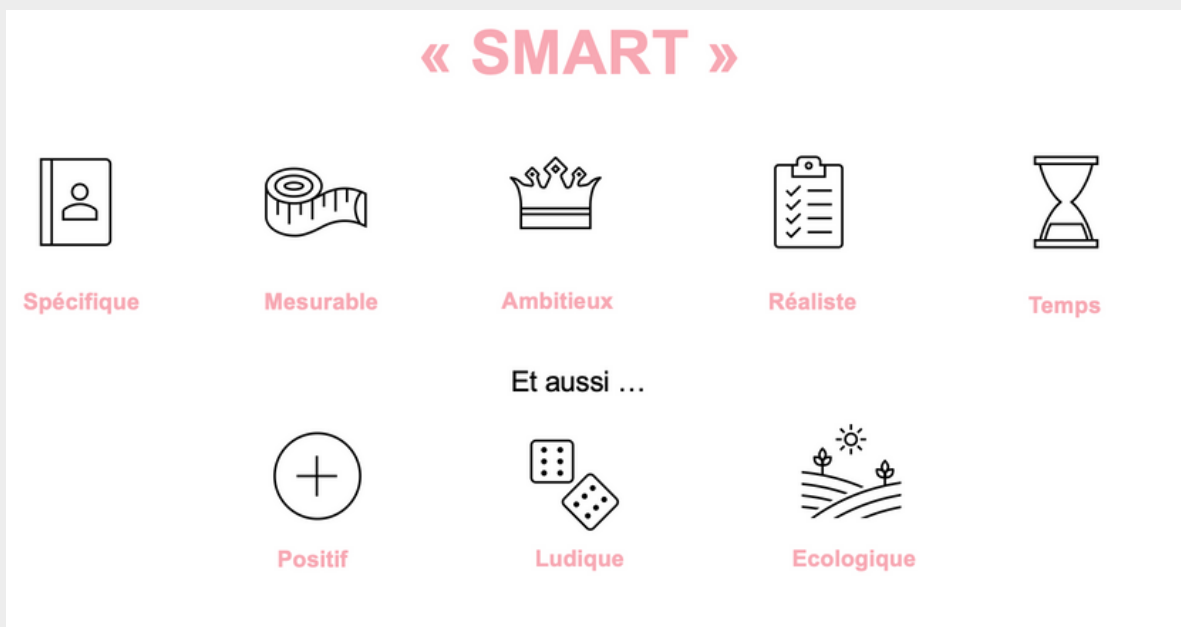 « SMART »
Spécifique Mesurable Ambitieux Réaliste Temps
Et aussi …
Positif Ludique Ecologique